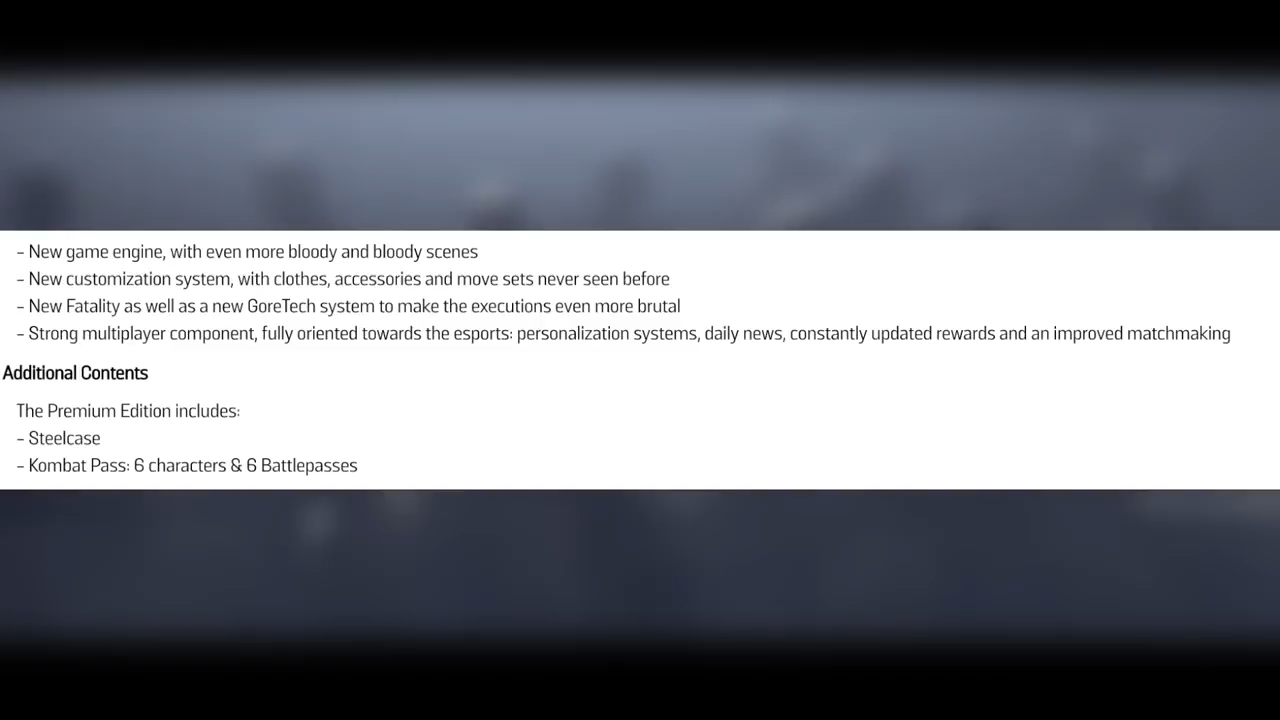 - New game engine, with even more bloody and bloody scenes
- New customization system, with clothes, accessories and move sets never seen before
- New Fatality as well as a new GoreTech system to make the executions even more brutal
- Strong multiplayer component, fully oriented towards the esports: personalization systems, daily news, constantly updated rewards and an improved matchmaking
Additional Contents
The Premium Edition includes:
- Steelcase
- Kombat Pass: 6 characters & 6 Battlepasses